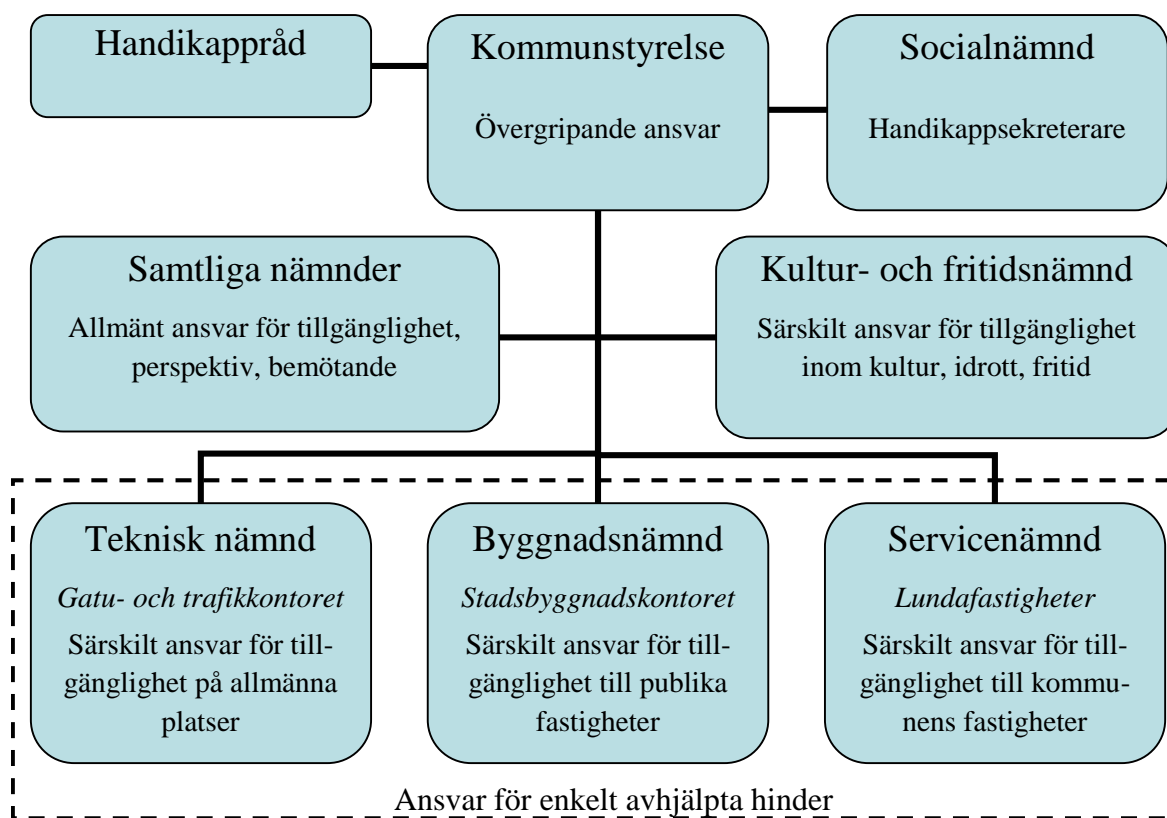 Handikappråd
Kommunstyrelse
Övergripande ansvar
Socialnämnd
Handikappsekreterare
Samtliga nämnder
Allmänt ansvar för tillgänglighet,
perspektiv, bemötande
Kultur- och fritidsnämnd
Särskilt ansvar för tillgänglighet
inom kultur, idrott, fritid
Teknisk nämnd
Gatu- och trafikkontoret
Särskilt ansvar för till-
gänglighet på allmänna
platser
Byggnadsnämnd
Stadsbyggnadskontoret
Särskilt ansvar för till-
gänglighet till publika
fastigheter
Servicenämnd
Lundafastigheter
Särskilt ansvar för till-
gänglighet till kommu-
nens fastigheter
Ansvar för enkelt avhjälpta hinder